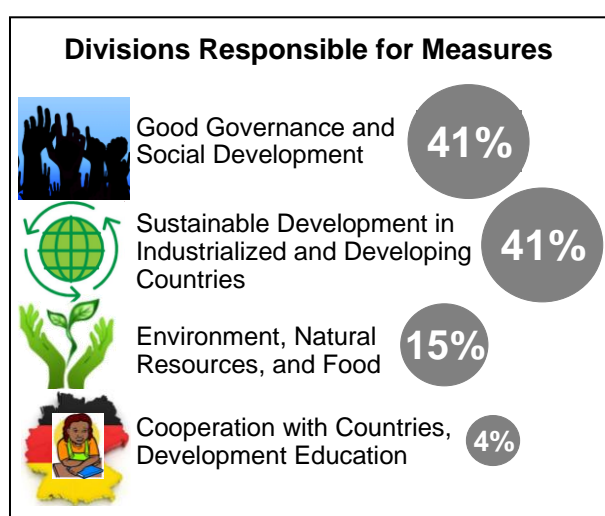 Divisions Responsible for Measures
Good Governance and
Social Development
41%
Sustainable Development in
Industrialized and Developing
Countries
41%
Environment, Natural
Resources, and Food
15%
Cooperation with Countries,
Development Education
4%